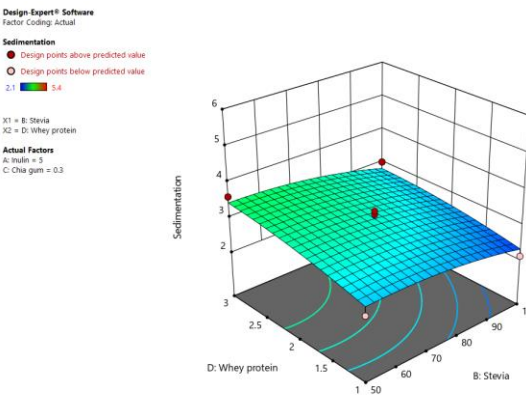 Design-Expert® Software
Factor Coding: Actual
Sedimentation
Design points above predicted value
Design points below predicted value
2.1 5.4
X1 = B: Stevia
X2 = D: Whey protein
Actual Factors
A: Inulin = 5
C: Chia gum = 0.3
Sedimentation
6
5
4
3
2
3
2.5
2
1.5
1
D: Whey protein
50
60
70
80
90
B: Stevia